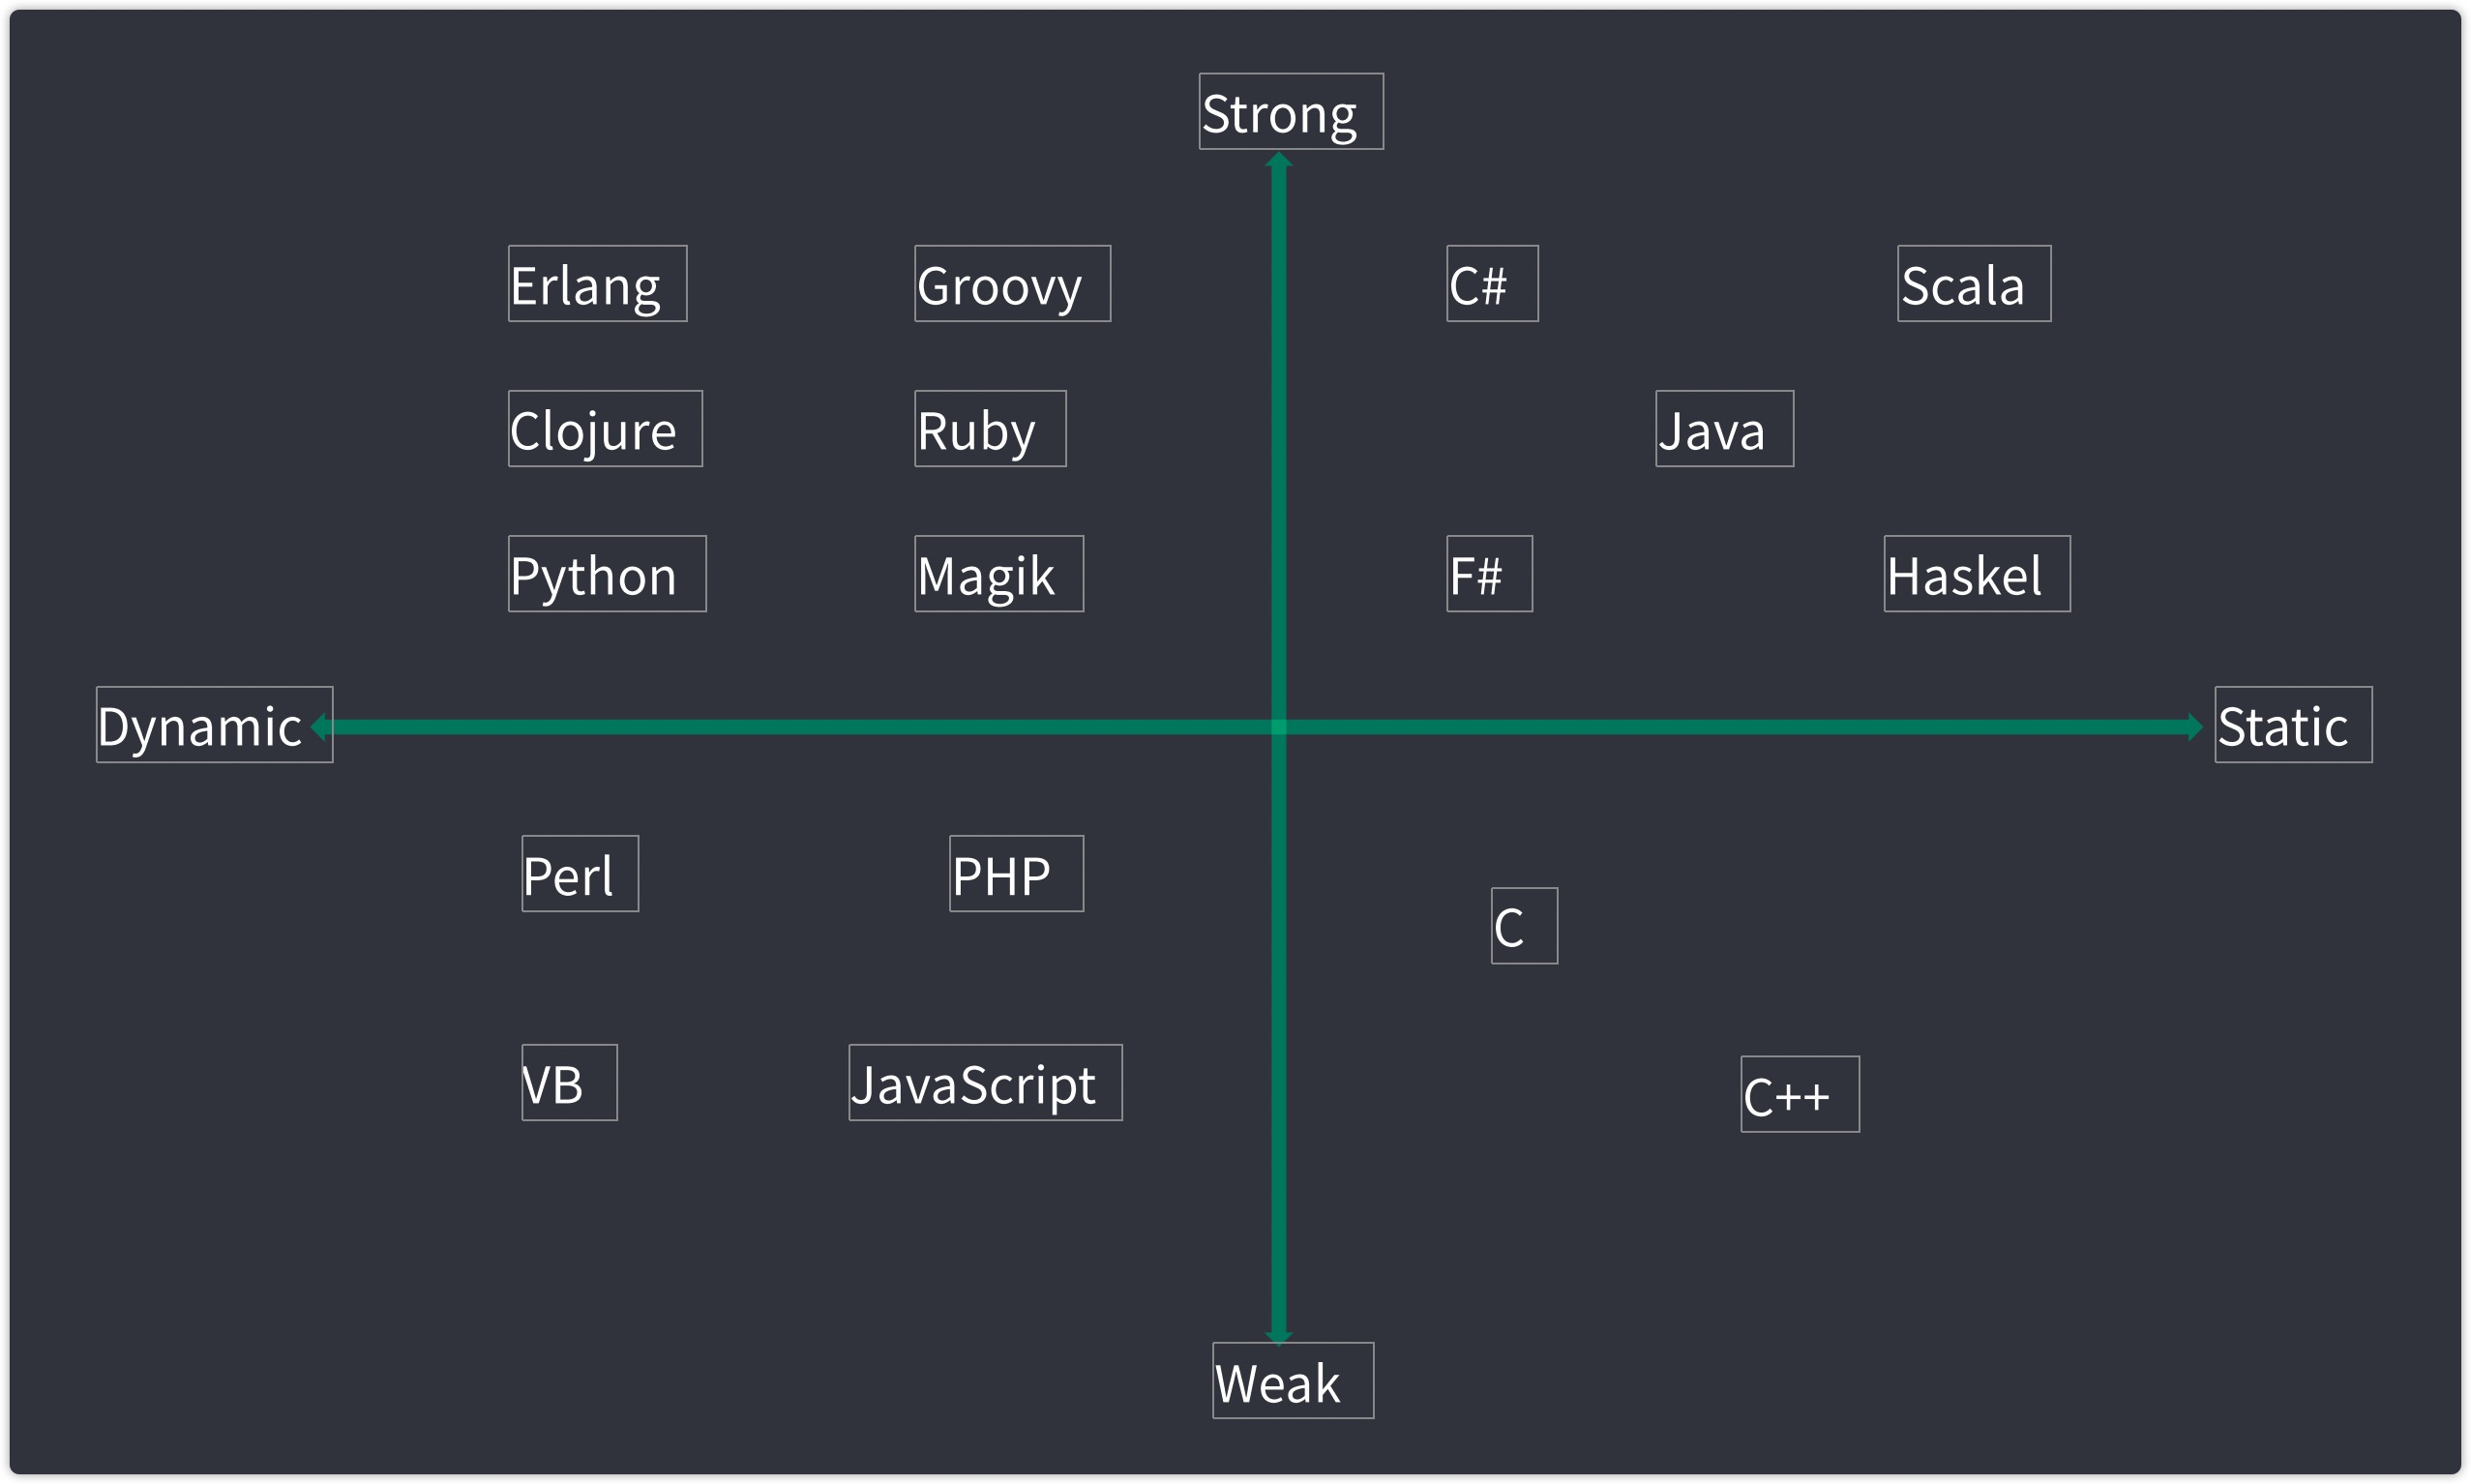 Strong
Erlang
Groovy
C#
Scala
Clojure
Ruby
Java
Python
Magik
F#
Haskel
Dynamic
Static
Perl
PHP
C
VB
JavaScript
C++
Weak